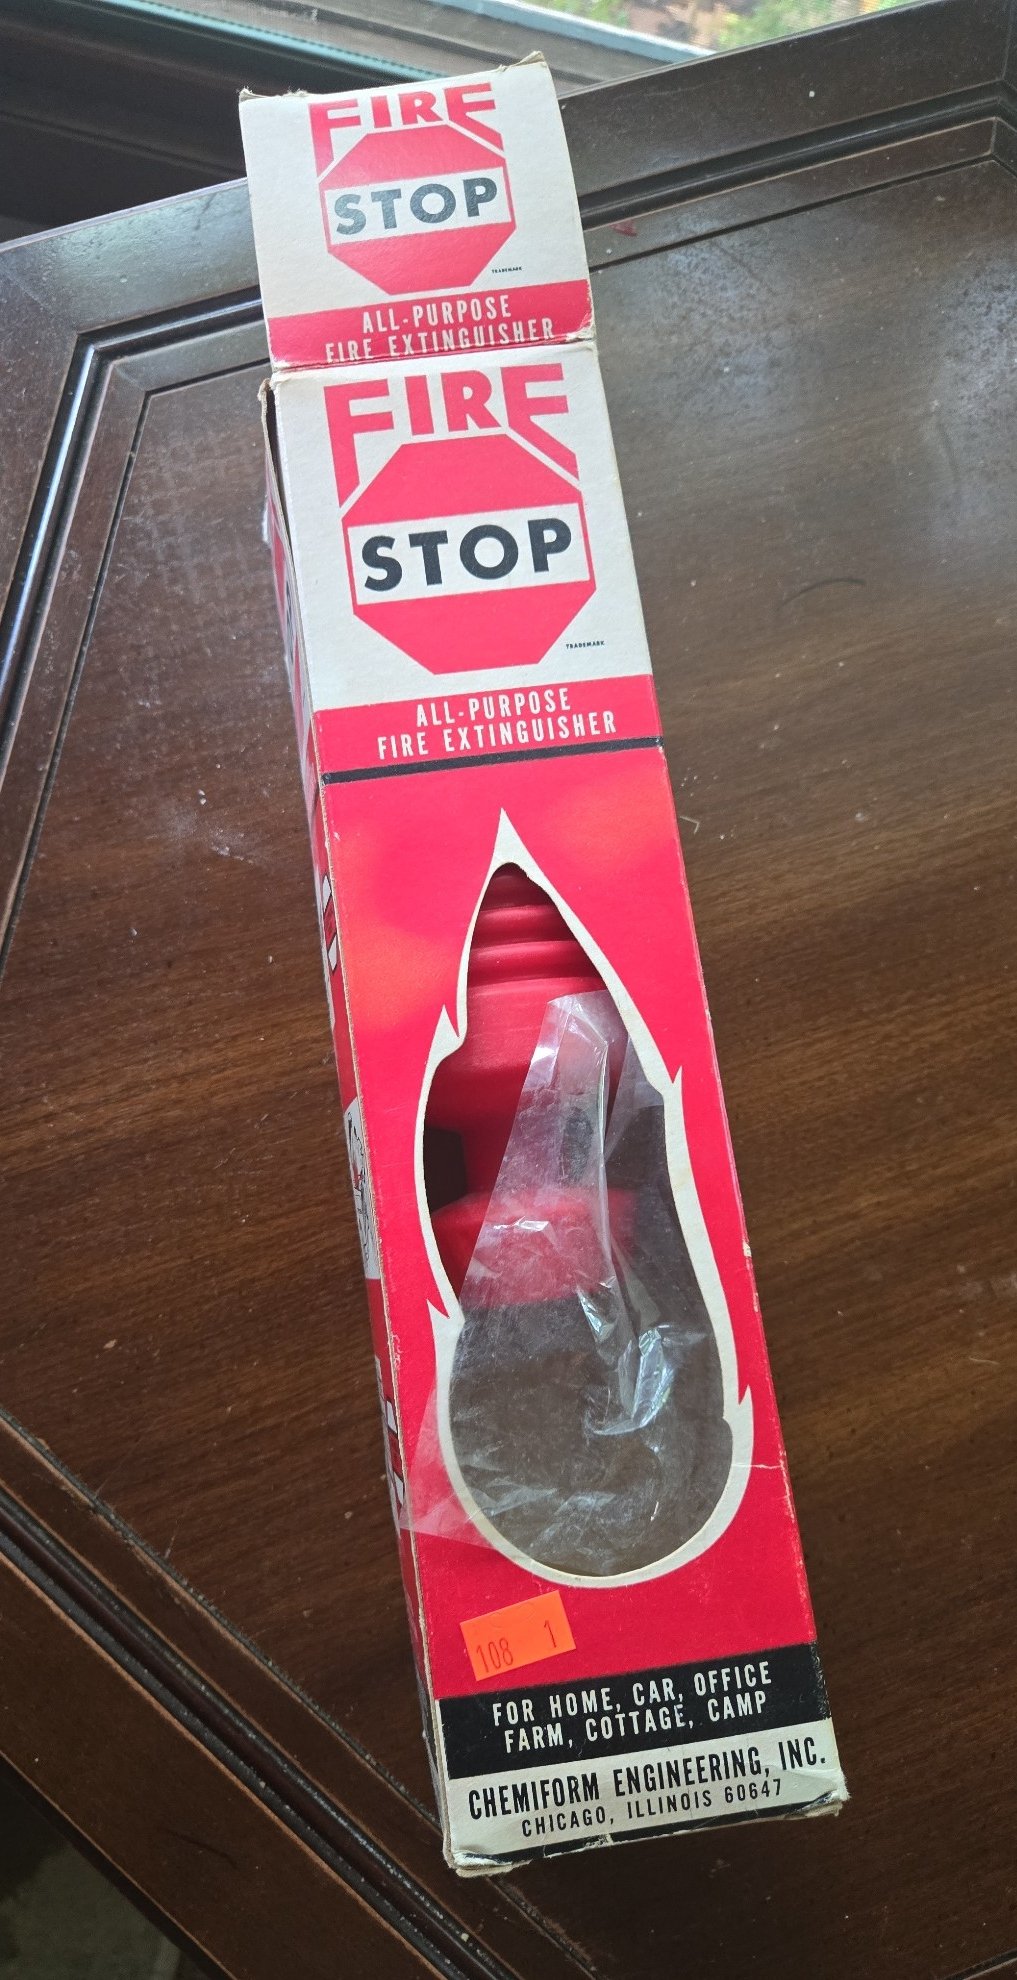 FIRE
STOP
TRADEMARK
ALL-PURPOSE
FIRE EXTINGUISHER
FIRE
STOP
TRADEMARK
ALL-PURPOSE
FIRE EXTINGUISHER
108 1
FOR HOME, CAR, OFFICE
FARM, COTTAGE, CAMP
CHEMIFORM ENGINEERING, INC.
CHICAGO, ILLINOIS 60647